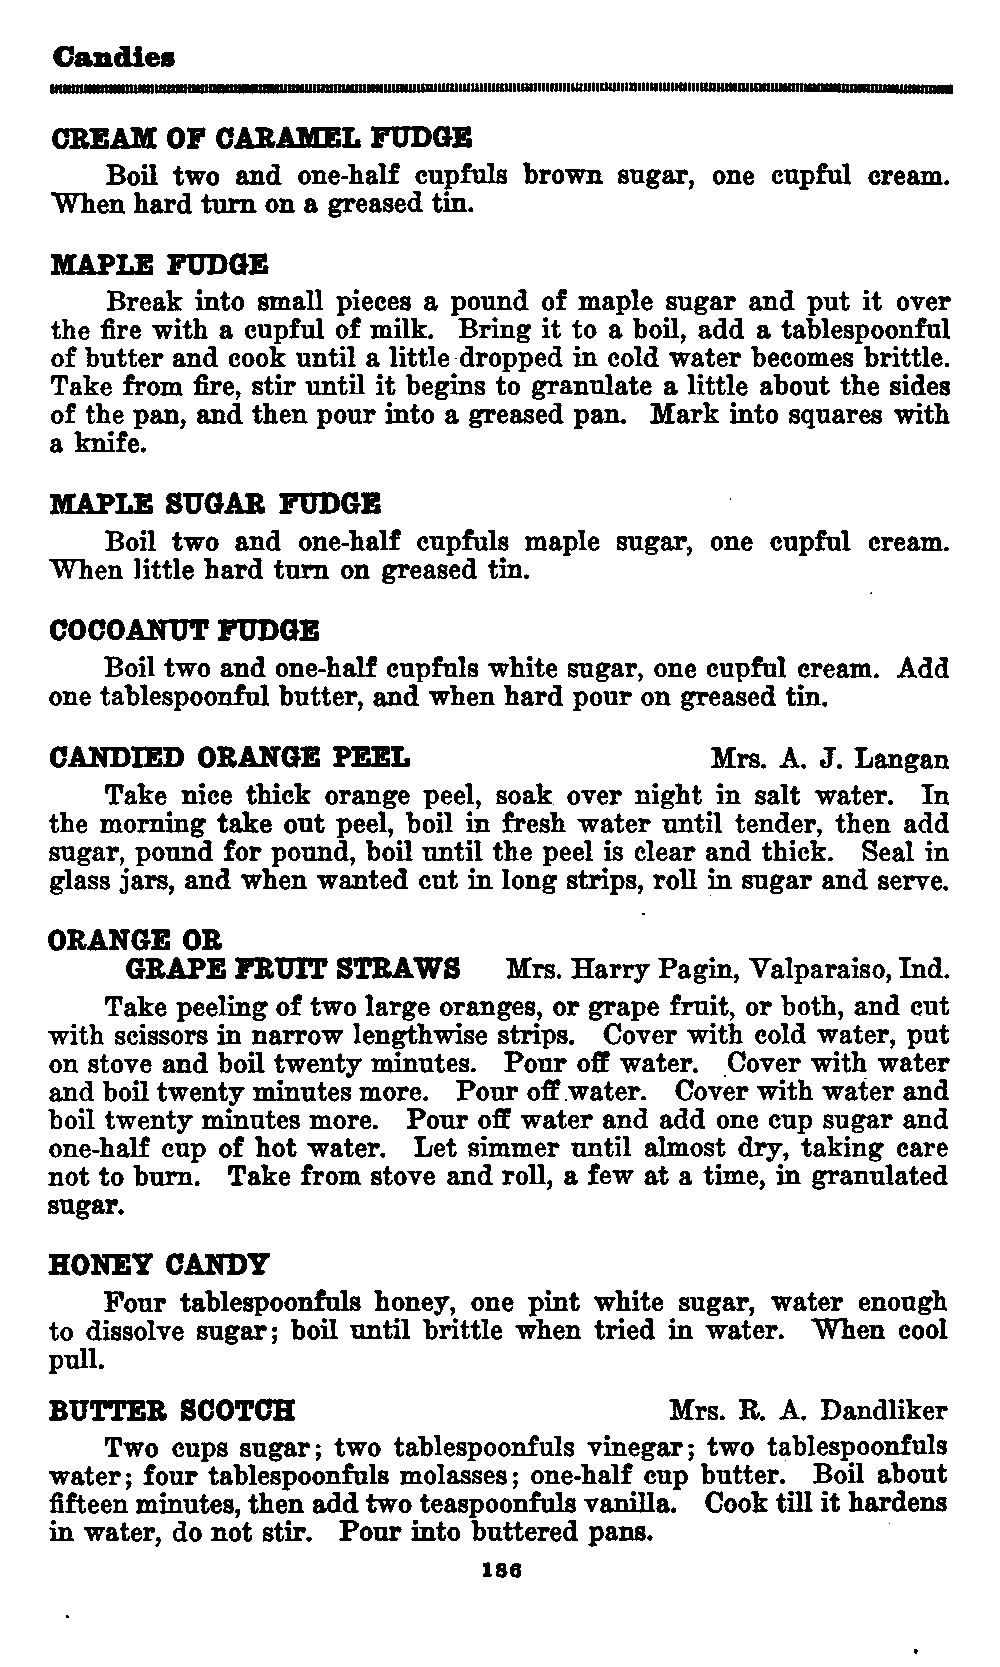 Candies
CREAM OF CARAMEL FUDGE
Boil two and one-half cupfuls brown sugar, one cupful cream.
When hard turn on a greased tin.
MAPLE FUDGE
Break into small pieces a pound of maple sugar and put it over
the fire with a cupful of milk. Bring it to a boil, add a tablespoonful
of butter and cook until a little dropped in cold water becomes brittle.
Take from fire, stir until it begins to granulate a little about the sides
of the pan, and then pour into a greased pan. Mark into squares with
a knife.
MAPLE SUGAR FUDGE
Boil two and one-half cupfuls maple sugar, one cupful cream.
When little hard turn on greased tin.
COCOANUT FUDGE
Boil two and one-half cupfuls white sugar, one cupful cream. Add
one tablespoonful butter, and when hard pour on greased tin.
CANDIED ORANGE PEEL Mrs. A. J. Langan
Take nice thick orange peel, soak over night in salt water. In
the morning take out peel, boil in fresh water until tender, then add
sugar, pound for pound, boil until the peel is clear and thick. Seal in
glass jars, and when wanted cut in long strips, roll in sugar and serve.
ORANGE OR
GRAPE FRUIT STRAWS Mrs. Harry Pagin, Valparaiso, Ind.
Take peeling of two large oranges, or grape fruit, or both, and cut
with scissors in narrow lengthwise strips. Cover with cold water, put
on stove and boil twenty minutes. Pour off water. Cover with water
and boil twenty minutes more. Pour off water. Cover with water and
boil twenty minutes more. Pour off water and add one cup sugar and
one-half cup of hot water. Let simmer until almost dry, taking care
not to burn. Take from stove and roll, a few at a time, in granulated
sugar.
HONEY CANDY
Four tablespoonfuls honey, one pint white sugar, water enough
to dissolve sugar; boil until brittle when tried in water. When cool
pull.
BUTTER SCOTCH Mrs. R. A. Dandliker
Two cups sugar; two tablespoonfuls vinegar; two tablespoonfuls
water; four tablespoonfuls molasses; one-half cup butter. Boil about
fifteen minutes, then add two teaspoonfuls vanilla. Cook till it hardens
in water, do not stir. Pour into buttered pans.
186